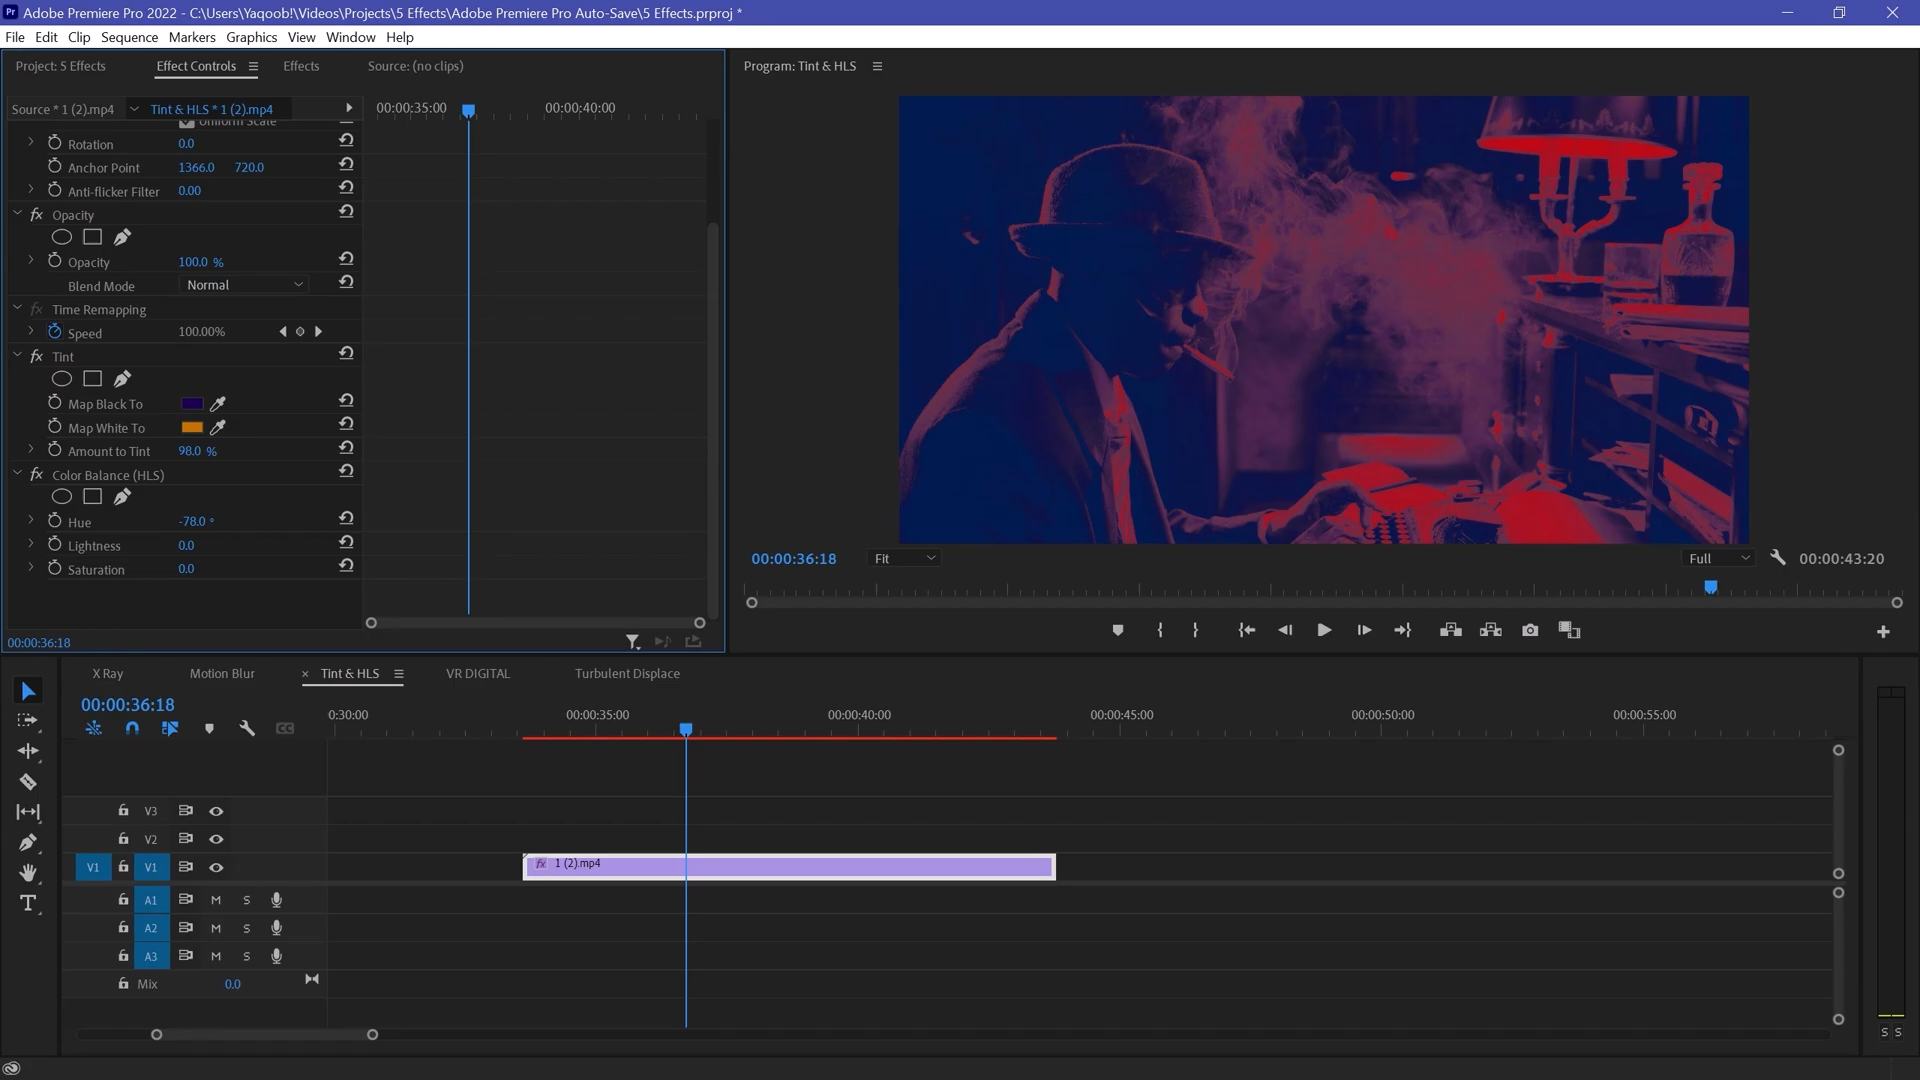 Adobe Premiere Pro 2022 - C:\Users\Yaqoob!\Videos\Projects\5 Effects\Adobe Premiere Pro Auto-Save\5 Effects.prproj *
File Edit Clip Sequence Markers Graphics View Window Help
Project: 5 Effects Effect Controls Effects Source: (no clips)
Program: Tint & HLS
Source * 1 (2).mp4 Tint & HLS * 1 (2).mp4
00:00:35:00 00:00:40:00
Uniform Scale
Rotation 0.0
Anchor Point 1366.0 720.0
Anti-flicker Filter 0.00
fx Opacity
Opacity 100.0 %
Blend Mode Normal
fx Time Remapping
Speed 100.00%
fx Tint
Map Black To
Map White To
Amount to Tint 98.0 %
fx Color Balance (HLS)
Hue -78.0 °
Lightness 0.0
Saturation 0.0
00:00:36:18
00:00:36:18 Fit Full 00:00:43:20
X Ray Motion Blur × Tint & HLS VR DIGITAL Turbulent Displace
00:00:36:18
0:30:00 00:00:35:00 00:00:40:00 00:00:45:00 00:00:50:00 00:00:55:00
CC
V3
V2
V1 V1
fx 1 (2).mp4
A1 M S
A2 M S
A3 M S
Mix 0.0
S S